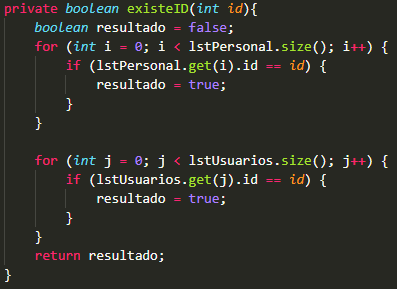 private boolean existeID(int id){
    boolean resultado = false;
    for (int i = 0; i < lstPersonal.size(); i++) {
        if (lstPersonal.get(i).id == id) {
            resultado = true;
        }
    }

    for (int j = 0; j < lstUsuarios.size(); j++) {
        if (lstUsuarios.get(j).id == id) {
            resultado = true;
        }
    }
    return resultado;
}